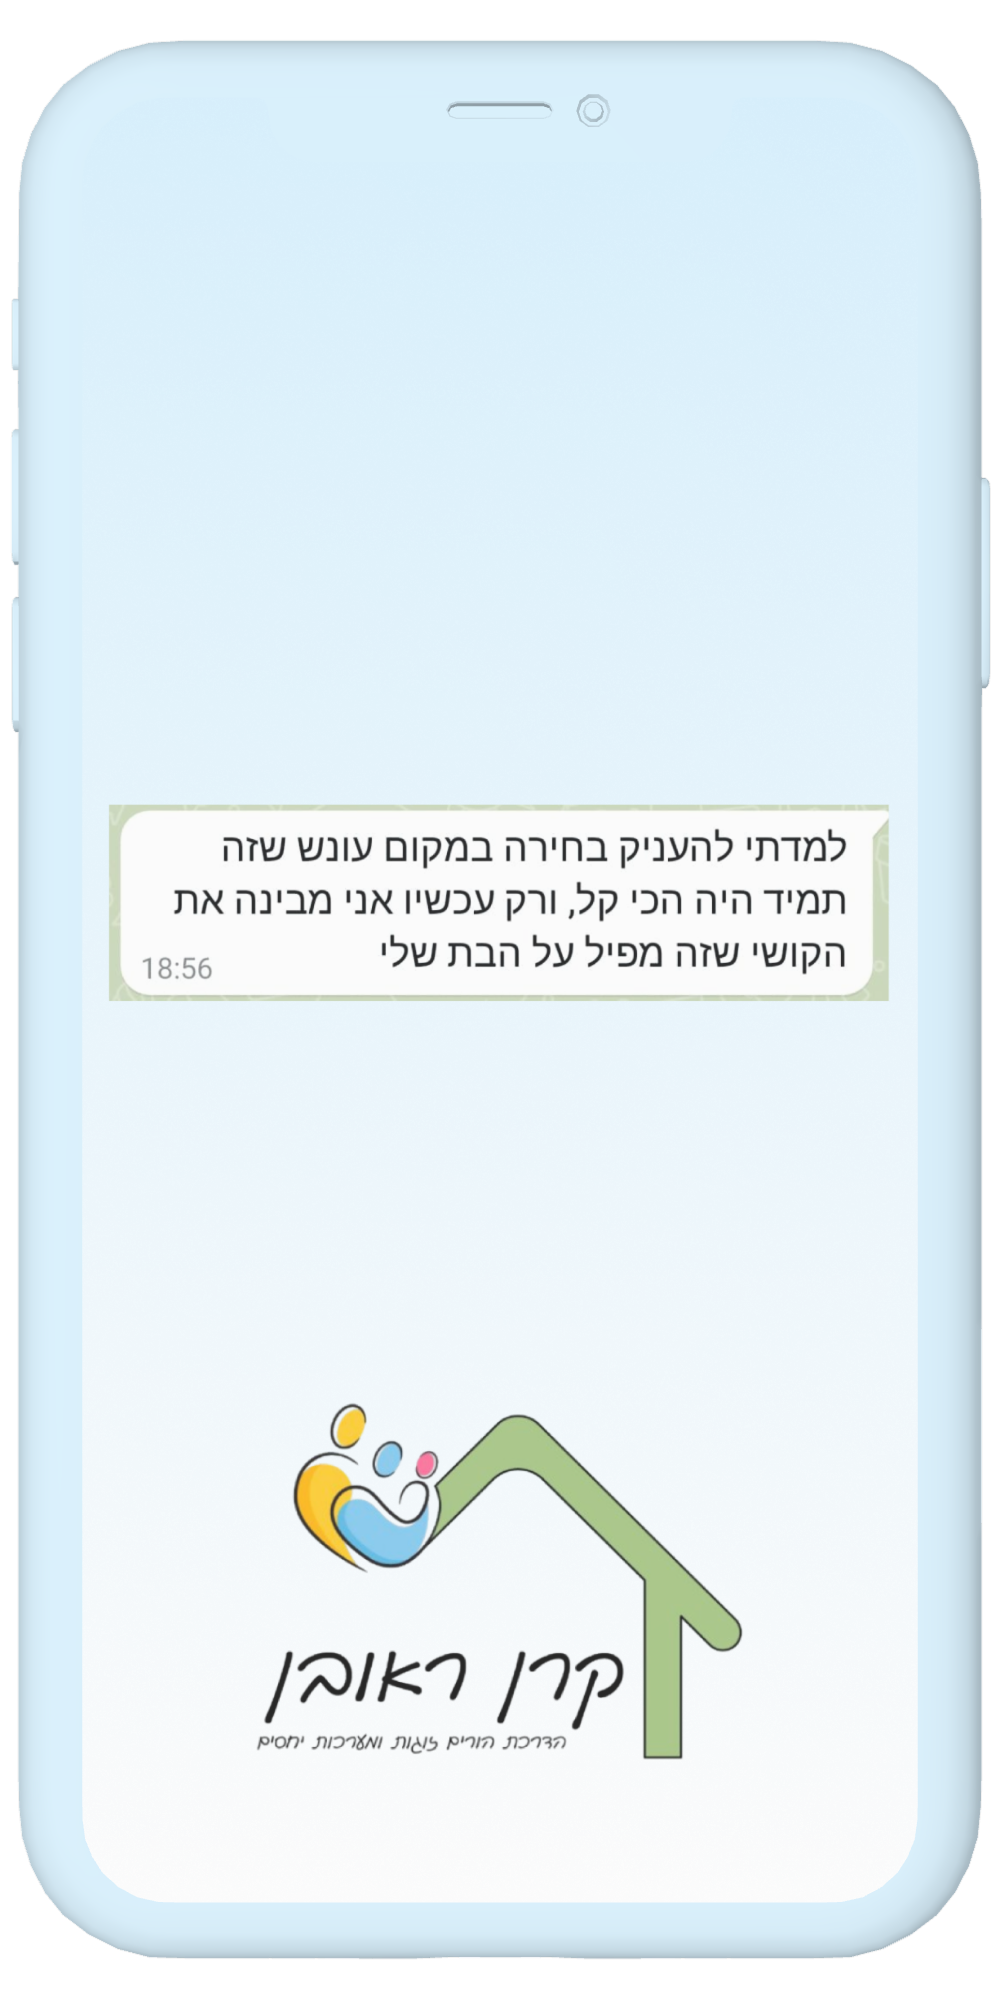 למדתי להעניק בחירה במקום עונש שזה
תמיד היה הכי קל, ורק עכשיו אני מבינה את
הקושי שזה מפיל על הבת שלי
18:56
קרן ראובן
הדרכת הורים זוגות ומערכות יחסים